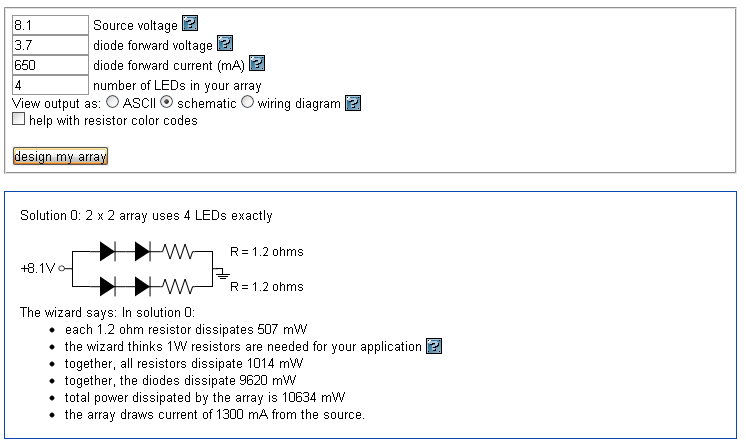 8.1 Source voltage ?
3.7 diode forward voltage ?
650 diode forward current (mA) ?
4 number of LEDs in your array
View output as: ASCII schematic wiring diagram ?
help with resistor color codes
design my array
Solution 0: 2 x 2 array uses 4 LEDs exactly
R = 1.2 ohms
+8.1V
R = 1.2 ohms
The wizard says: In solution 0:
• each 1.2 ohm resistor dissipates 507 mW
• the wizard thinks 1W resistors are needed for your application ?
• together, all resistors dissipate 1014 mW
• together, the diodes dissipate 9620 mW
• total power dissipated by the array is 10634 mW
• the array draws current of 1300 mA from the source.